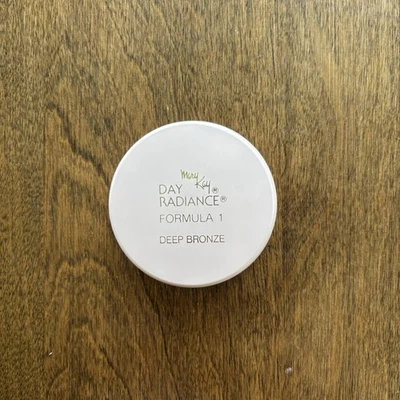 Mary Kay®
DAY
RADIANCE®
FORMULA 1
DEEP BRONZE